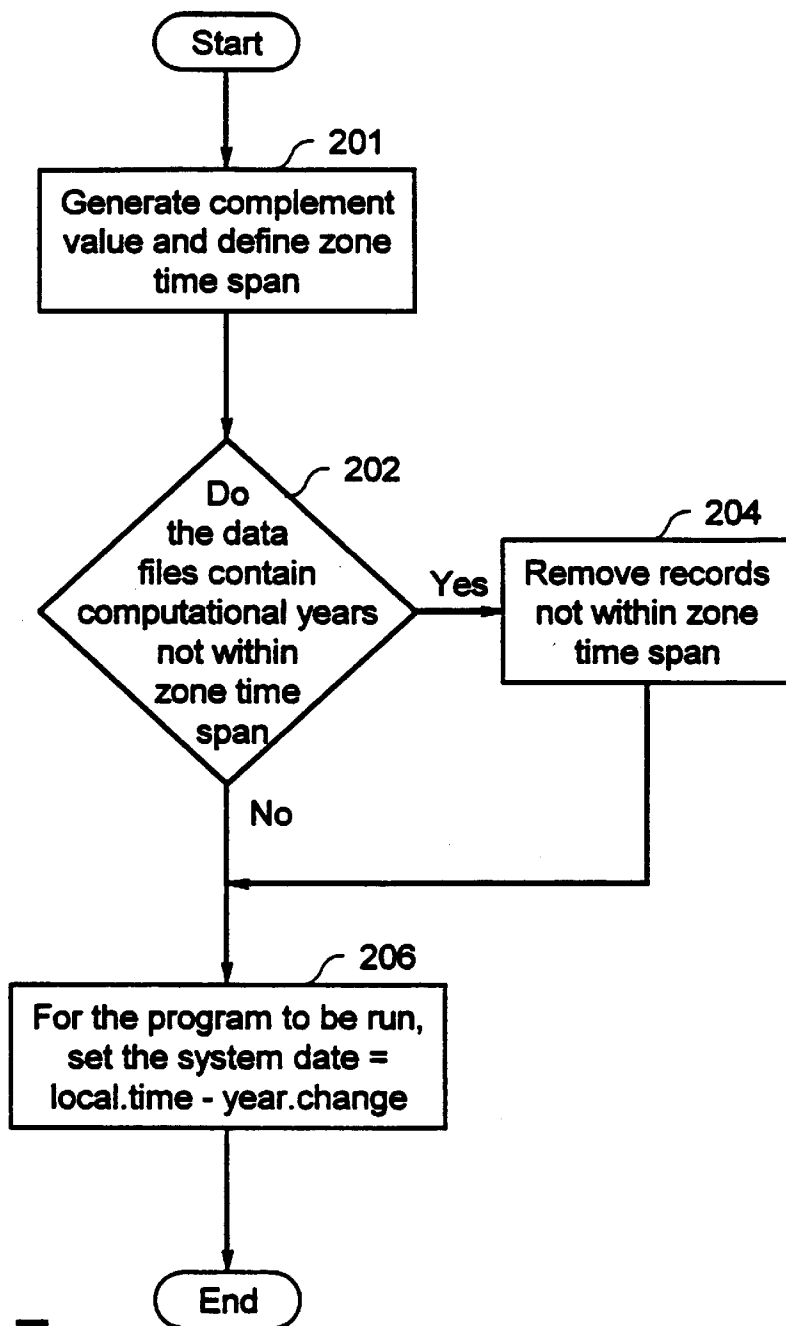 Start
201
Generate complement
value and define zone
time span
202
Do
the data
files contain
computational years
not within
zone time
span
Yes
204
Remove records
not within zone
time span
No
206
For the program to be run,
set the system date =
local.time - year.change
End